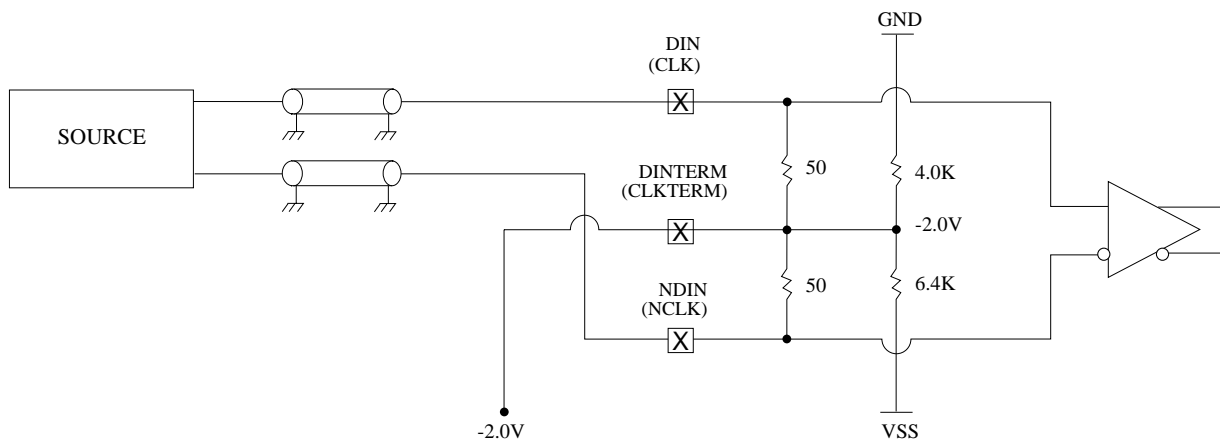 GND
DIN
(CLK)
X
SOURCE
DINTERM
(CLKTERM)
50
4.0K
X
-2.0V
NDIN
(NCLK)
50
6.4K
X
-2.0V
VSS